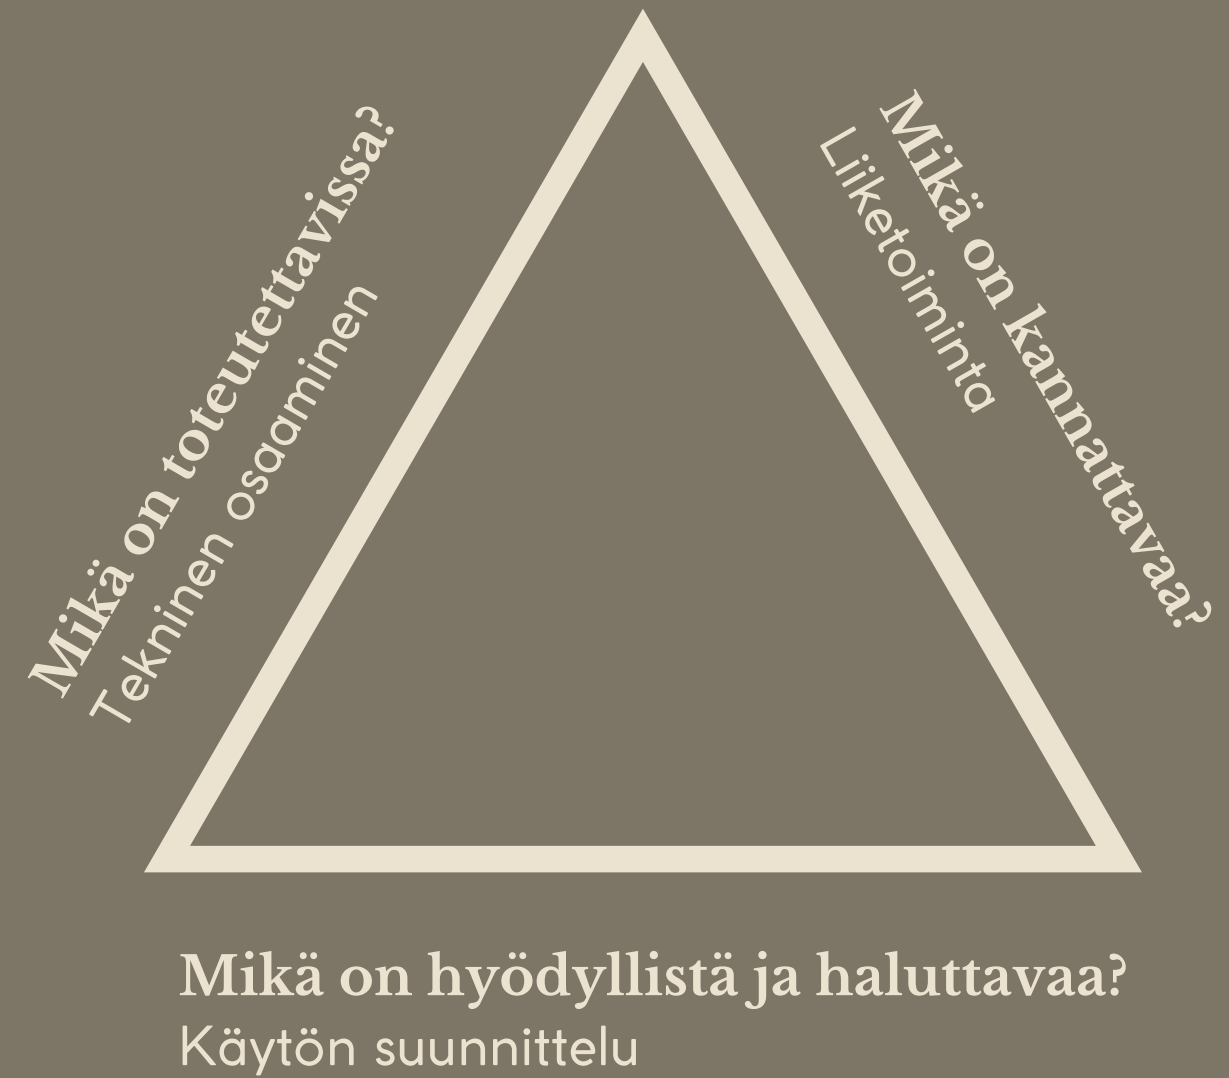 Mikä on toteutettavissa?
Tekninen osaaminen
Mikä on kannattavaa?
Liiketoiminta
Mikä on hyödyllistä ja haluttavaa?
Käytön suunnittelu